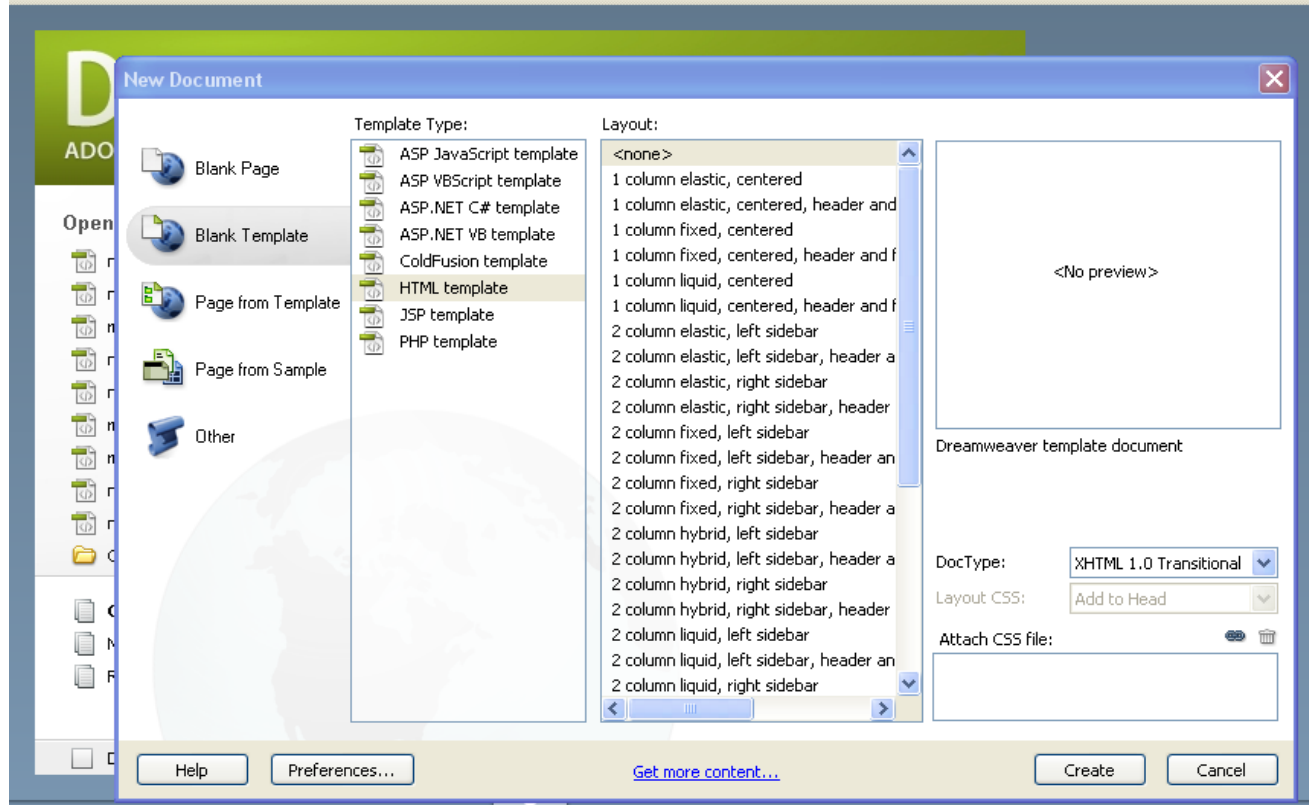 D
ADO
New Document
Open
Blank Page
Blank Template
Page from Template
Page from Sample
Other
Template Type:
ASP JavaScript template
ASP VBScript template
ASP.NET C# template
ASP.NET VB template
ColdFusion template
HTML template
JSP template
PHP template
Layout:
<none>
1 column elastic, centered
1 column elastic, centered, header and
1 column fixed, centered
1 column fixed, centered, header and f
1 column liquid, centered
1 column liquid, centered, header and f
2 column elastic, left sidebar
2 column elastic, left sidebar, header a
2 column elastic, right sidebar
2 column elastic, right sidebar, header
2 column fixed, left sidebar
2 column fixed, left sidebar, header an
2 column fixed, right sidebar
2 column fixed, right sidebar, header a
2 column hybrid, left sidebar
2 column hybrid, left sidebar, header a
2 column hybrid, right sidebar
2 column hybrid, right sidebar, header
2 column liquid, left sidebar
2 column liquid, left sidebar, header an
2 column liquid, right sidebar
<No preview>
Dreamweaver template document
DocType: XHTML 1.0 Transitional
Layout CSS: Add to Head
Attach CSS file:
Help Preferences... Get more content... Create Cancel